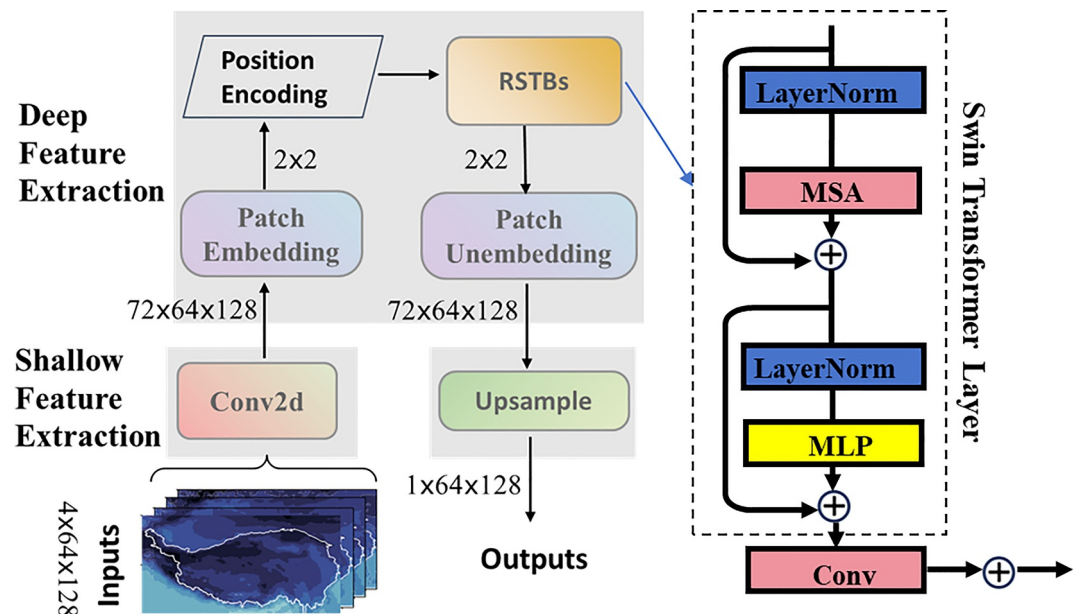 Deep
Feature
Extraction
Position
Encoding
RSTBs
2x2
2x2
Patch
Embedding
Patch
Unembedding
72x64x128
72x64x128
Shallow
Feature
Extraction
Conv2d
Upsample
1x64x128
4x64x128
Inputs
Outputs
LayerNorm
MSA
LayerNorm
MLP
Conv
Swin Transformer Layer